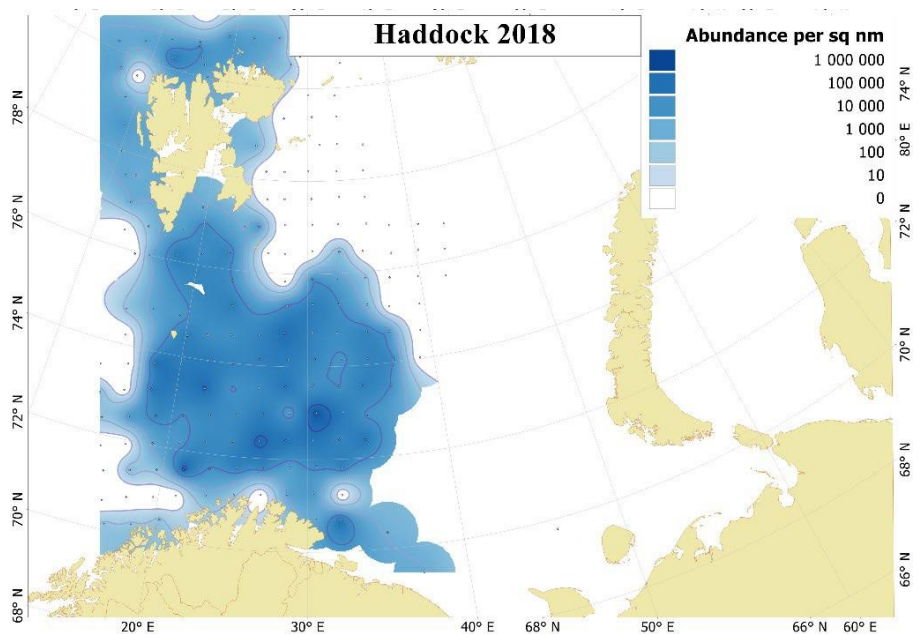 Haddock 2018
Abundance per sq nm
1 000 000
100 000
10 000
1 000
100
10
0
78° N
76° N
74° N
72° N
70° N
68° N
74° N
80° E
72° N
70° N
68° N
66° N
20° E
30° E
40° E
68° N
50° E
66° N
60° E